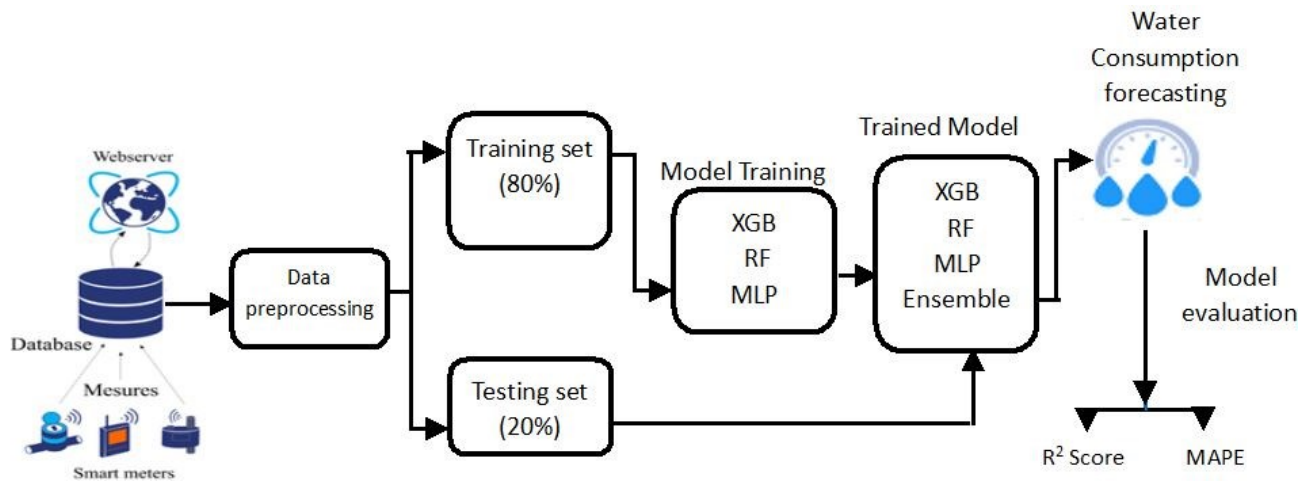 Webserver
Database
Mesures
Smart meters
Data
preprocessing
Training set
(80%)
Testing set
(20%)
Model Training
XGB
RF
MLP
Trained Model
XGB
RF
MLP
Ensemble
Water
Consumption
forecasting
Model
evaluation
R² Score
MAPE